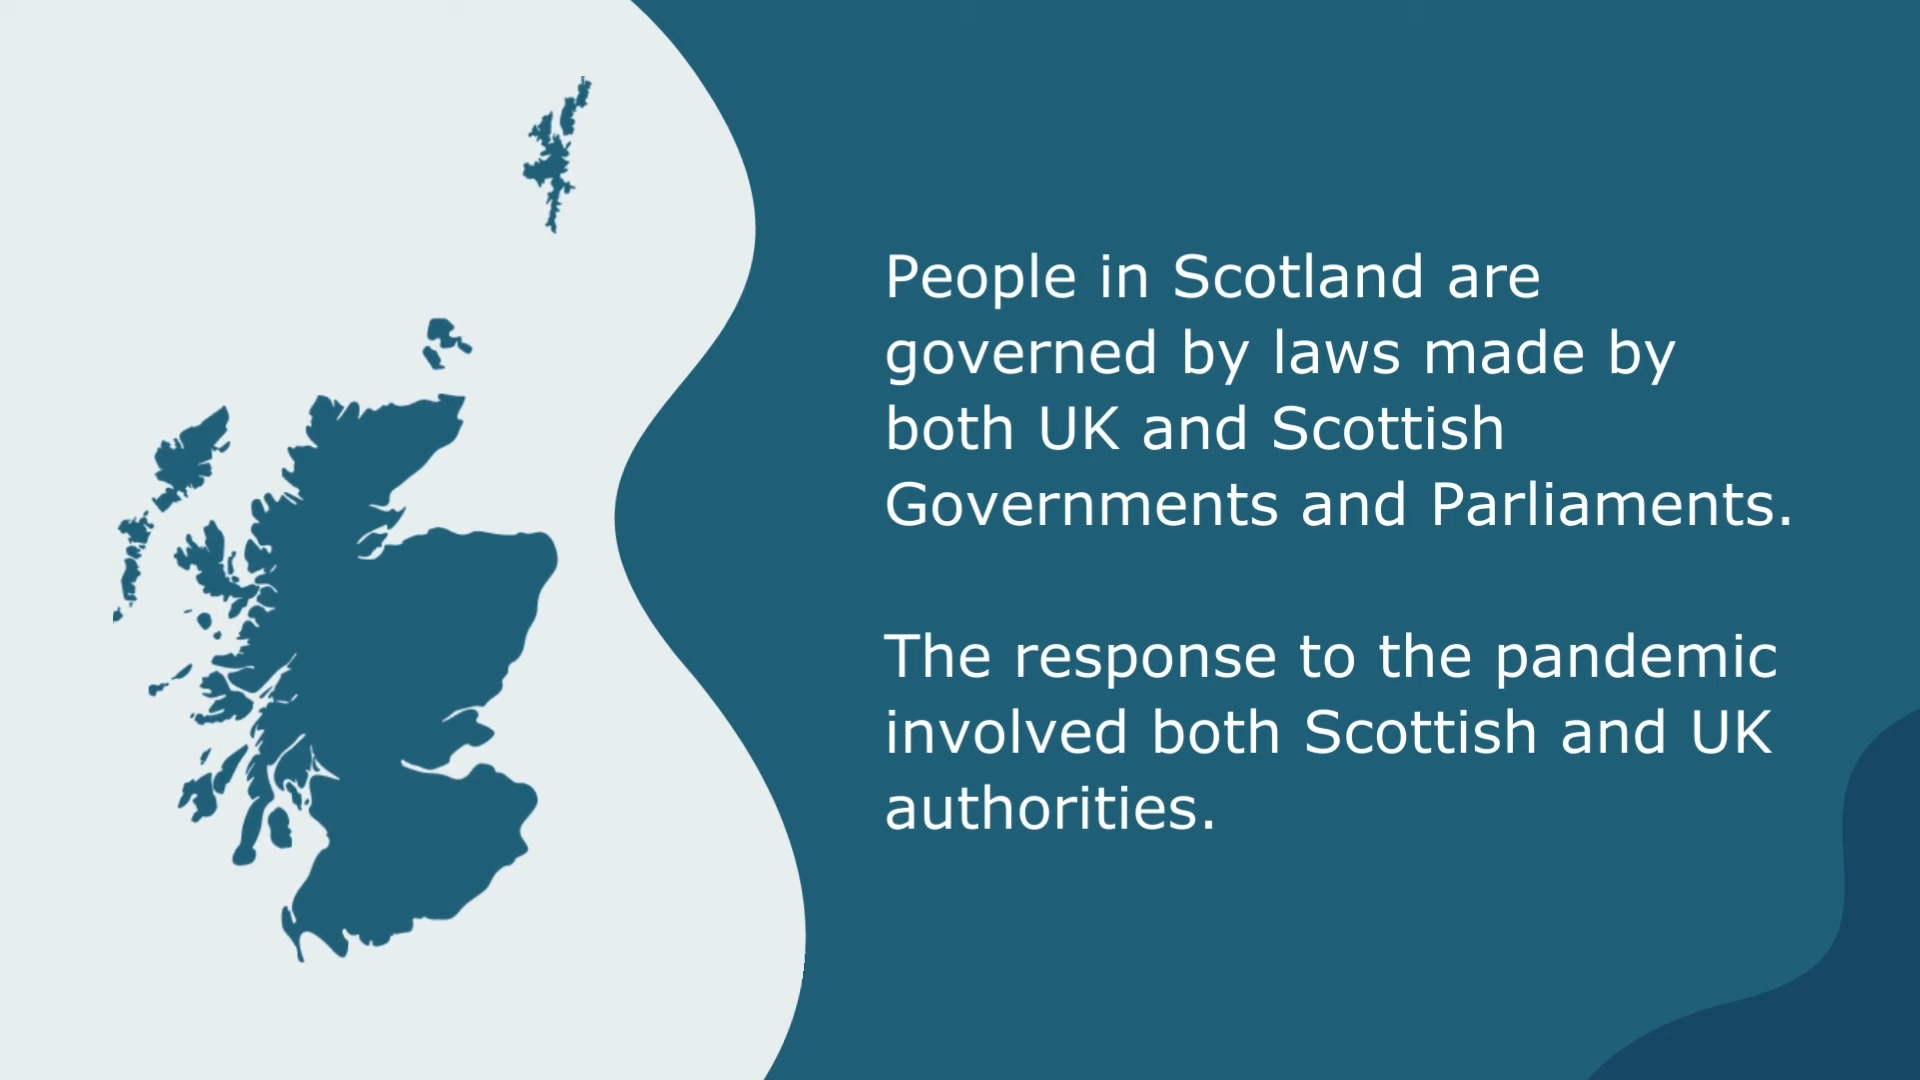 People in Scotland are
governed by laws made by
both UK and Scottish
Governments and Parliaments.
The response to the pandemic
involved both Scottish and UK
authorities.